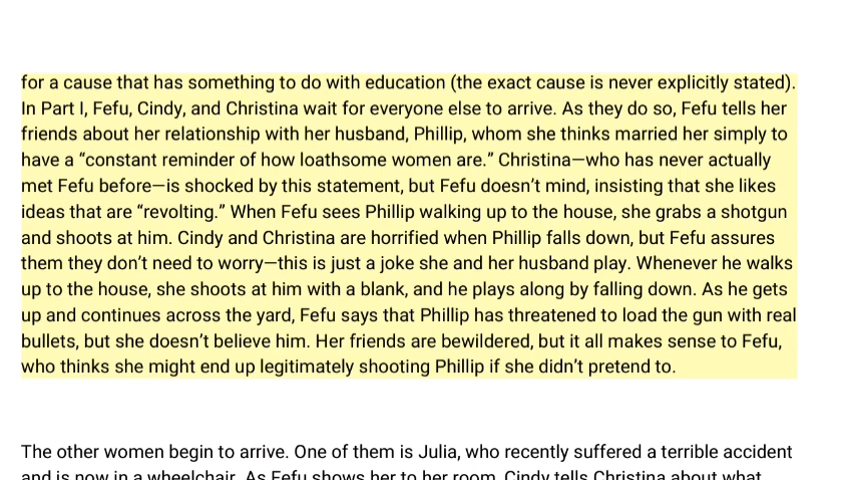 for a cause that has something to do with education (the exact cause is never explicitly stated).
In Part I, Fefu, Cindy, and Christina wait for everyone else to arrive. As they do so, Fefu tells her
friends about her relationship with her husband, Phillip, whom she thinks married her simply to
have a “constant reminder of how loathsome women are.” Christina—who has never actually
met Fefu before—is shocked by this statement, but Fefu doesn’t mind, insisting that she likes
ideas that are “revolting.” When Fefu sees Phillip walking up to the house, she grabs a shotgun
and shoots at him. Cindy and Christina are horrified when Phillip falls down, but Fefu assures
them they don’t need to worry—this is just a joke she and her husband play. Whenever he walks
up to the house, she shoots at him with a blank, and he plays along by falling down. As he gets
up and continues across the yard, Fefu says that Phillip has threatened to load the gun with real
bullets, but she doesn’t believe him. Her friends are bewildered, but it all makes sense to Fefu,
who thinks she might end up legitimately shooting Phillip if she didn’t pretend to.
The other women begin to arrive. One of them is Julia, who recently suffered a terrible accident
and is now in a wheelchair. As Fefu shows her to her room, Cindy tells Christina about what